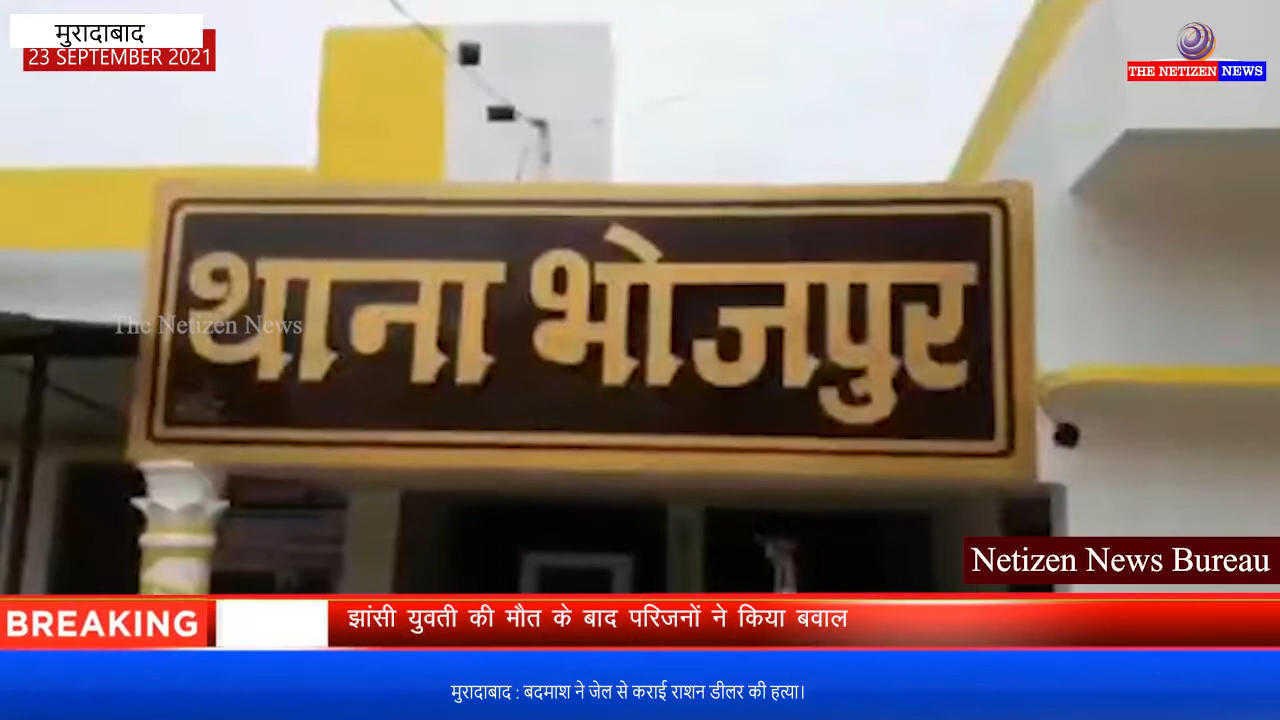 मुरादाबाद
23 SEPTEMBER 2021
THE NETIZEN NEWS
थाना भोजपुर
The Netizen News
Netizen News Bureau
BREAKING
झांसी युवती की मौत के बाद परिजनों ने किया बवाल
मुरादाबाद : बदमाश ने जेल से कराई राशन डीलर की हत्या।